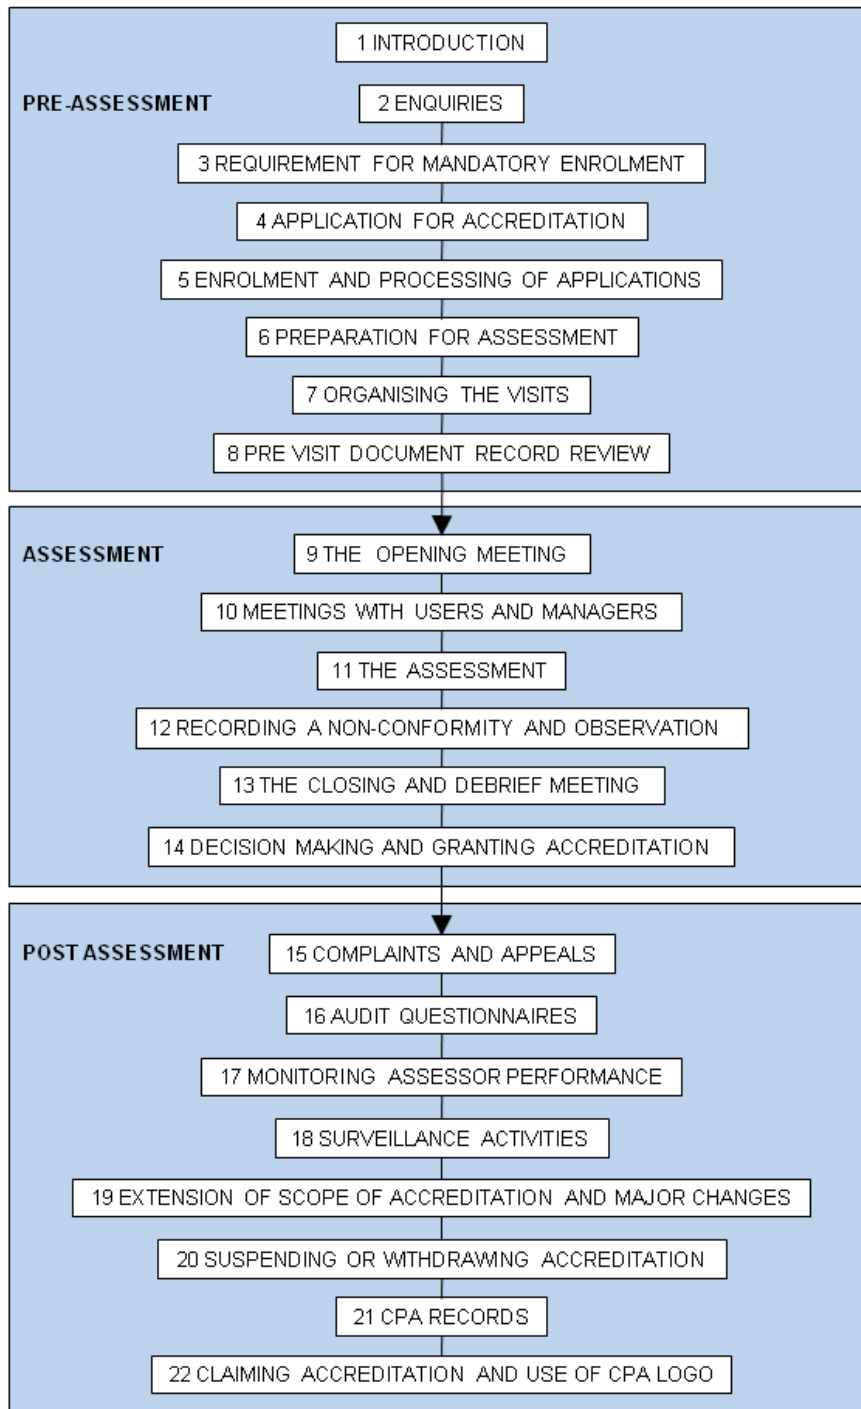 1 INTRODUCTION
PRE-ASSESSMENT
2 ENQUIRIES
3 REQUIREMENT FOR MANDATORY ENROLMENT
4 APPLICATION FOR ACCREDITATION
5 ENROLMENT AND PROCESSING OF APPLICATIONS
6 PREPARATION FOR ASSESSMENT
7 ORGANISING THE VISITS
8 PRE VISIT DOCUMENT RECORD REVIEW
ASSESSMENT
9 THE OPENING MEETING
10 MEETINGS WITH USERS AND MANAGERS
11 THE ASSESSMENT
12 RECORDING A NON-CONFORMITY AND OBSERVATION
13 THE CLOSING AND DEBRIEF MEETING
14 DECISION MAKING AND GRANTING ACCREDITATION
POST ASSESSMENT
15 COMPLAINTS AND APPEALS
16 AUDIT QUESTIONNAIRES
17 MONITORING ASSESSOR PERFORMANCE
18 SURVEILLANCE ACTIVITIES
19 EXTENSION OF SCOPE OF ACCREDITATION AND MAJOR CHANGES
20 SUSPENDING OR WITHDRAWING ACCREDITATION
21 CPA RECORDS
22 CLAIMING ACCREDITATION AND USE OF CPA LOGO